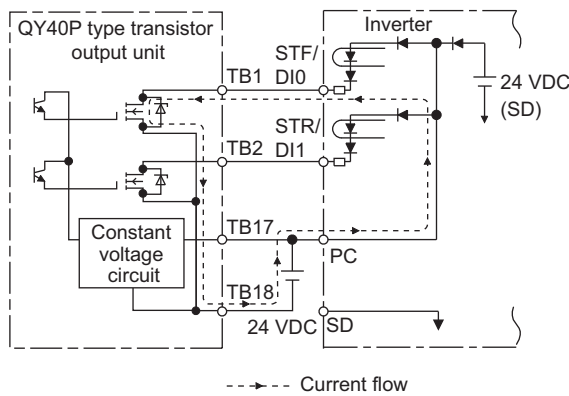 QY40P type transistor
output unit
Inverter
STF/
DI0
TB1
24 VDC
(SD)
STR/
DI1
TB2
Constant
voltage
circuit
TB17
PC
TB18
24 VDC
SD
Current flow